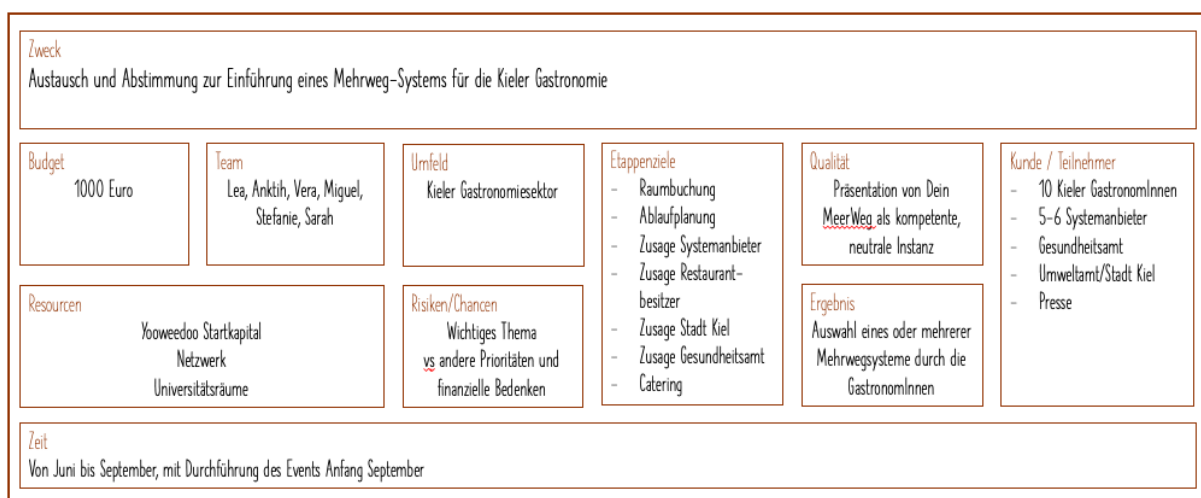 Zweck
Austausch und Abstimmung zur Einführung eines Mehrweg-Systems für die Kieler Gastronomie
Budget
1000 Euro
Team
Lea, Anktih, Vera, Miguel,
Stefanie, Sarah
Umfeld
Kieler Gastronomiesektor
Etappenziele
- Raumbuchung
- Ablaufplanung
- Zusage Systemanbieter
- Zusage Restaurant-
besitzer
- Zusage Stadt Kiel
- Zusage Gesundheitsamt
- Catering
Qualität
Präsentation von Dein
MeerWeg als kompetente,
neutrale Instanz
Kunde / Teilnehmer
- 10 Kieler GastronomInnen
- 5-6 Systemanbieter
- Gesundheitsamt
- Umweltamt/Stadt Kiel
- Presse
Resourcen
Yooweedoo Startkapital
Netzwerk
Universitätsräume
Risiken/Chancen
Wichtiges Thema
vs andere Prioritäten und
finanzielle Bedenken
Ergebnis
Auswahl eines oder mehrerer
Mehrwegsysteme durch die
GastronomInnen
Zeit
Von Juni bis September, mit Durchführung des Events Anfang September